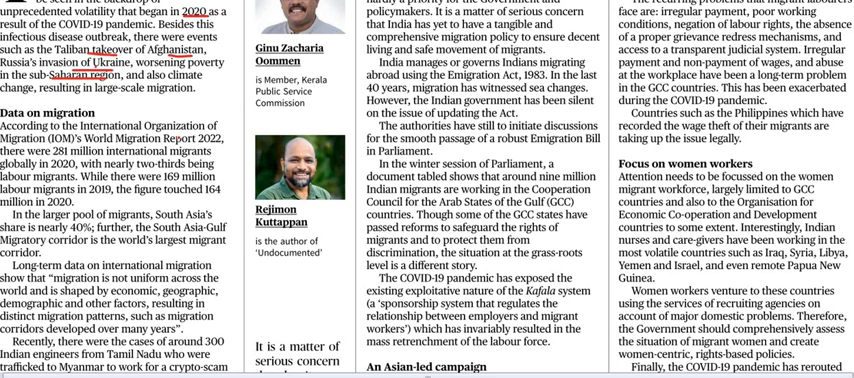 unprecedented volatility that began in 2020 as a
result of the COVID-19 pandemic. Besides this
infectious disease outbreak, there were events
such as the Taliban takeover of Afghanistan,
Russia's invasion of Ukraine, worsening poverty
in the sub-Saharan region, and also climate
change, resulting in large-scale migration.
Data on migration
According to the International Organization of
Migration (IOM)'s World Migration Report 2022,
there were 281 million international migrants
globally in 2020, with nearly two-thirds being
labour migrants. While there were 169 million
labour migrants in 2019, the figure touched 164
million in 2020.
In the larger pool of migrants, South Asia's
share is nearly 40%; further, the South Asia-Gulf
Migratory corridor is the world's largest migrant
corridor.
Long-term data on international migration
show that "migration is not uniform across the
world and is shaped by economic, geographic,
demographic and other factors, resulting in
distinct migration patterns, such as migration
corridors developed over many years".
Recently, there were the cases of around 300
Indian engineers from Tamil Nadu who were
trafficked to Myanmar to work for a crypto-scam
Ginu Zacharia
Oommen
is Member, Kerala
Public Service
Commission
Rejimon
Kuttappan
is the author of
'Undocumented'
It is a matter of
serious concern
policymakers. It is a matter of serious concern
that India has yet to have a tangible and
comprehensive migration policy to ensure decent
living and safe movement of migrants.
India manages or governs Indians migrating
abroad using the Emigration Act, 1983. In the last
40 years, migration has witnessed sea changes.
However, the Indian government has been silent
on the issue of updating the Act.
The authorities have still to initiate discussions
for the smooth passage of a robust Emigration Bill
in Parliament.
In the winter session of Parliament, a
document tabled shows that around nine million
Indian migrants are working in the Cooperation
Council for the Arab States of the Gulf (GCC)
countries. Though some of the GCC states have
passed reforms to safeguard the rights of
migrants and to protect them from
discrimination, the situation at the grass-roots
level is a different story.
The COVID-19 pandemic has exposed the
existing exploitative nature of the Kafala system
(a 'sponsorship system that regulates the
relationship between employers and migrant
workers') which has invariably resulted in the
mass retrenchment of the labour force.
An Asian-led campaign
face are: irregular payment, poor working
conditions, negation of labour rights, the absence
of a proper grievance redress mechanisms, and
access to a transparent judicial system. Irregular
payment and non-payment of wages, and abuse
at the workplace have been a long-term problem
in the GCC countries. This has been exacerbated
during the COVID-19 pandemic.
Countries such as the Philippines which have
recorded the wage theft of their migrants are
taking up the issue legally.
Focus on women workers
Attention needs to be focussed on the women
migrant workforce, largely limited to GCC
countries and also to the Organisation for
Economic Co-operation and Development
countries to some extent. Interestingly, Indian
nurses and care-givers have been working in the
most volatile countries such as Iraq, Syria, Libya,
Yemen and Israel, and even remote Papua New
Guinea.
Women workers venture to these countries
using the services of recruiting agencies on
account of major domestic problems. Therefore,
the Government should comprehensively assess
the situation of migrant women and create
women-centric, rights-based policies.
Finally, the COVID-19 pandemic has rerouted